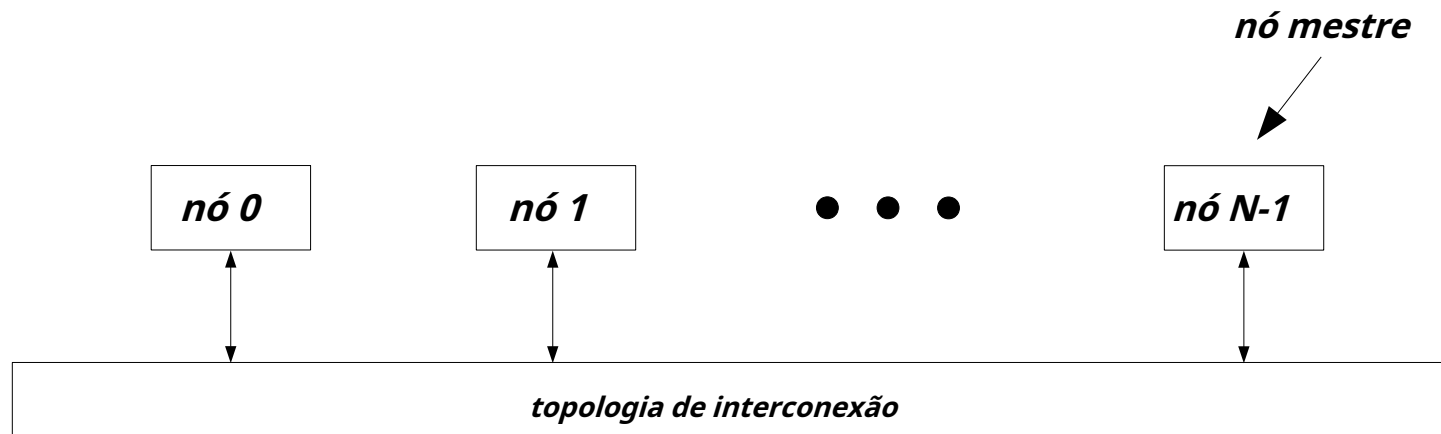 nó mestre
nó 0
nó 1
nó N-1
topologia de interconexão